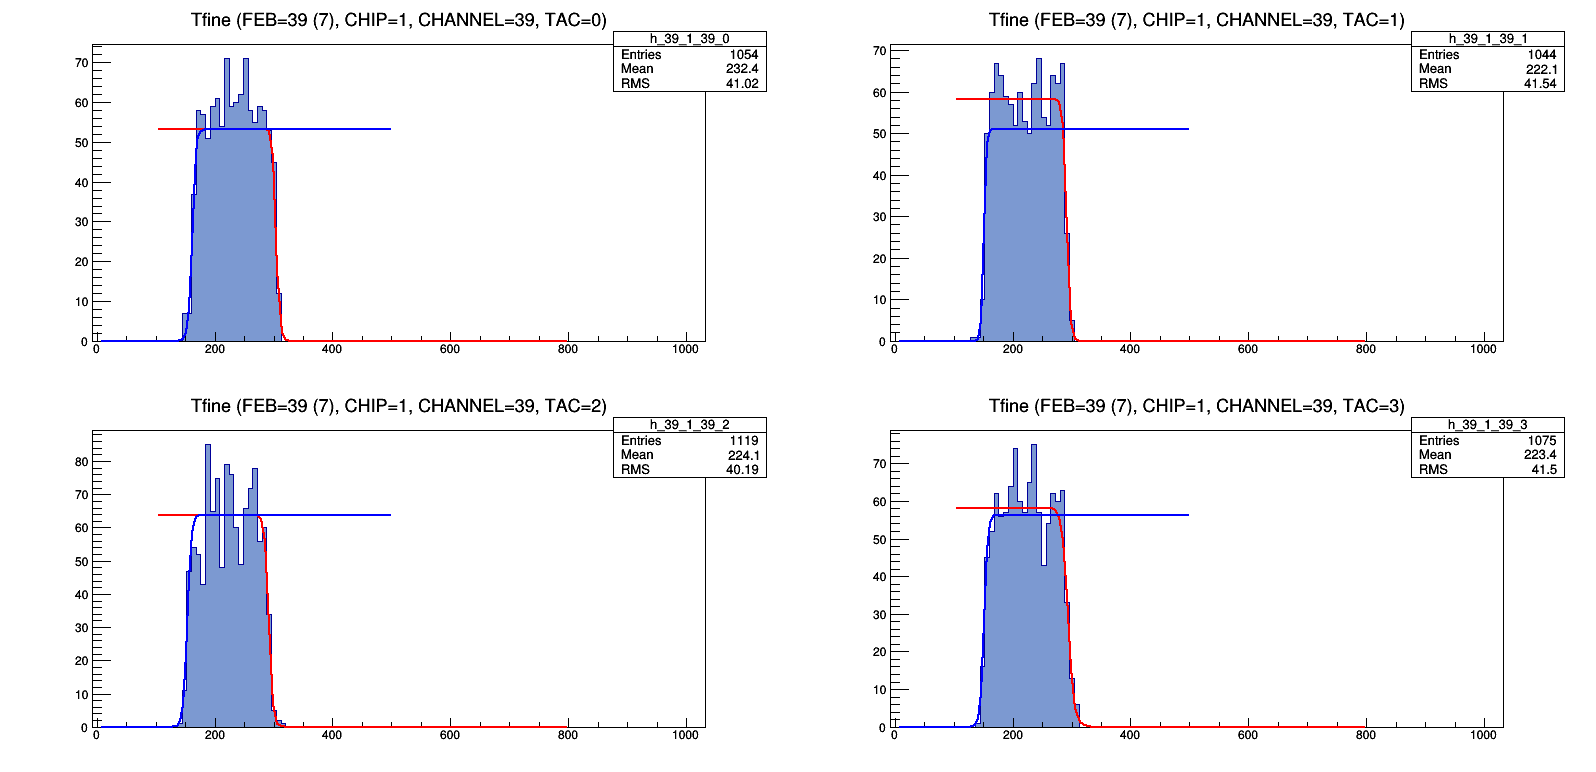 Tfine (FEB=39 (7), CHIP=1, CHANNEL=39, TAC=0)
h_39_1_39_0
Entries 1054
Mean 232.4
RMS 41.02
70
60
50
40
30
20
10
0
0 200 400 600 800 1000
Tfine (FEB=39 (7), CHIP=1, CHANNEL=39, TAC=1)
h_39_1_39_1
Entries 1044
Mean 222.1
RMS 41.54
70
60
50
40
30
20
10
0
0 200 400 600 800 1000
Tfine (FEB=39 (7), CHIP=1, CHANNEL=39, TAC=2)
h_39_1_39_2
Entries 1119
Mean 224.1
RMS 40.19
80
70
60
50
40
30
20
10
0
0 200 400 600 800 1000
Tfine (FEB=39 (7), CHIP=1, CHANNEL=39, TAC=3)
h_39_1_39_3
Entries 1075
Mean 223.4
RMS 41.5
70
60
50
40
30
20
10
0
0 200 400 600 800 1000